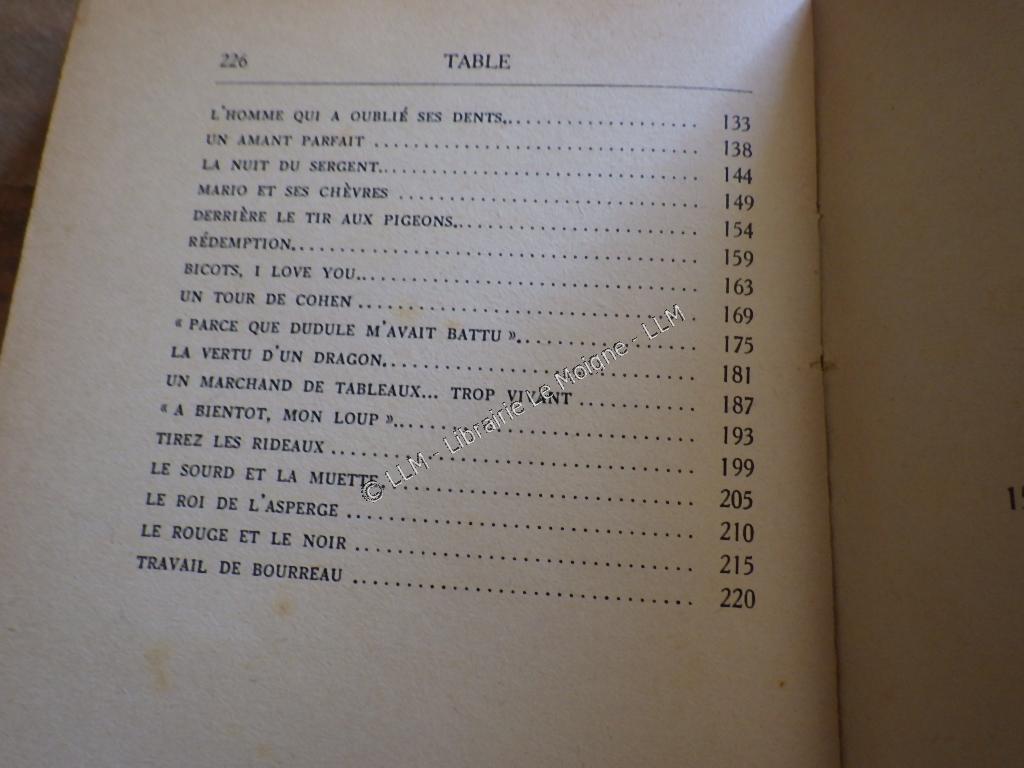 226 TABLE
L'HOMME QUI A OUBLIÉ SES DENTS.................... 133
UN AMANT PARFAIT .............................. 138
LA NUIT DU SERGENT.............................. 144
MARIO ET SES CHÈVRES ............................ 149
DERRIÈRE LE TIR AUX PIGEONS........................ 154
RÉDEMPTION...................................... 159
BICOTS, I LOVE YOU................................ 163
UN TOUR DE COHEN ................................ 169
« PARCE QUE DUDULE M'AVAIT BATTU »................. 175
LA VERTU D'UN DRAGON.............................. 181
UN MARCHAND DE TABLEAUX... TROP VIVANT ........... 187
« A BIENTOT, MON LOUP »............................ 193
TIREZ LES RIDEAUX ................................ 199
LE SOURD ET LA MUETTE............................. 205
LE ROI DE L'ASPERGE ............................... 210
LE ROUGE ET LE NOIR .............................. 215
TRAVAIL DE BOURREAU .............................. 220
© LLM - Librairie Le Moigne - LLM